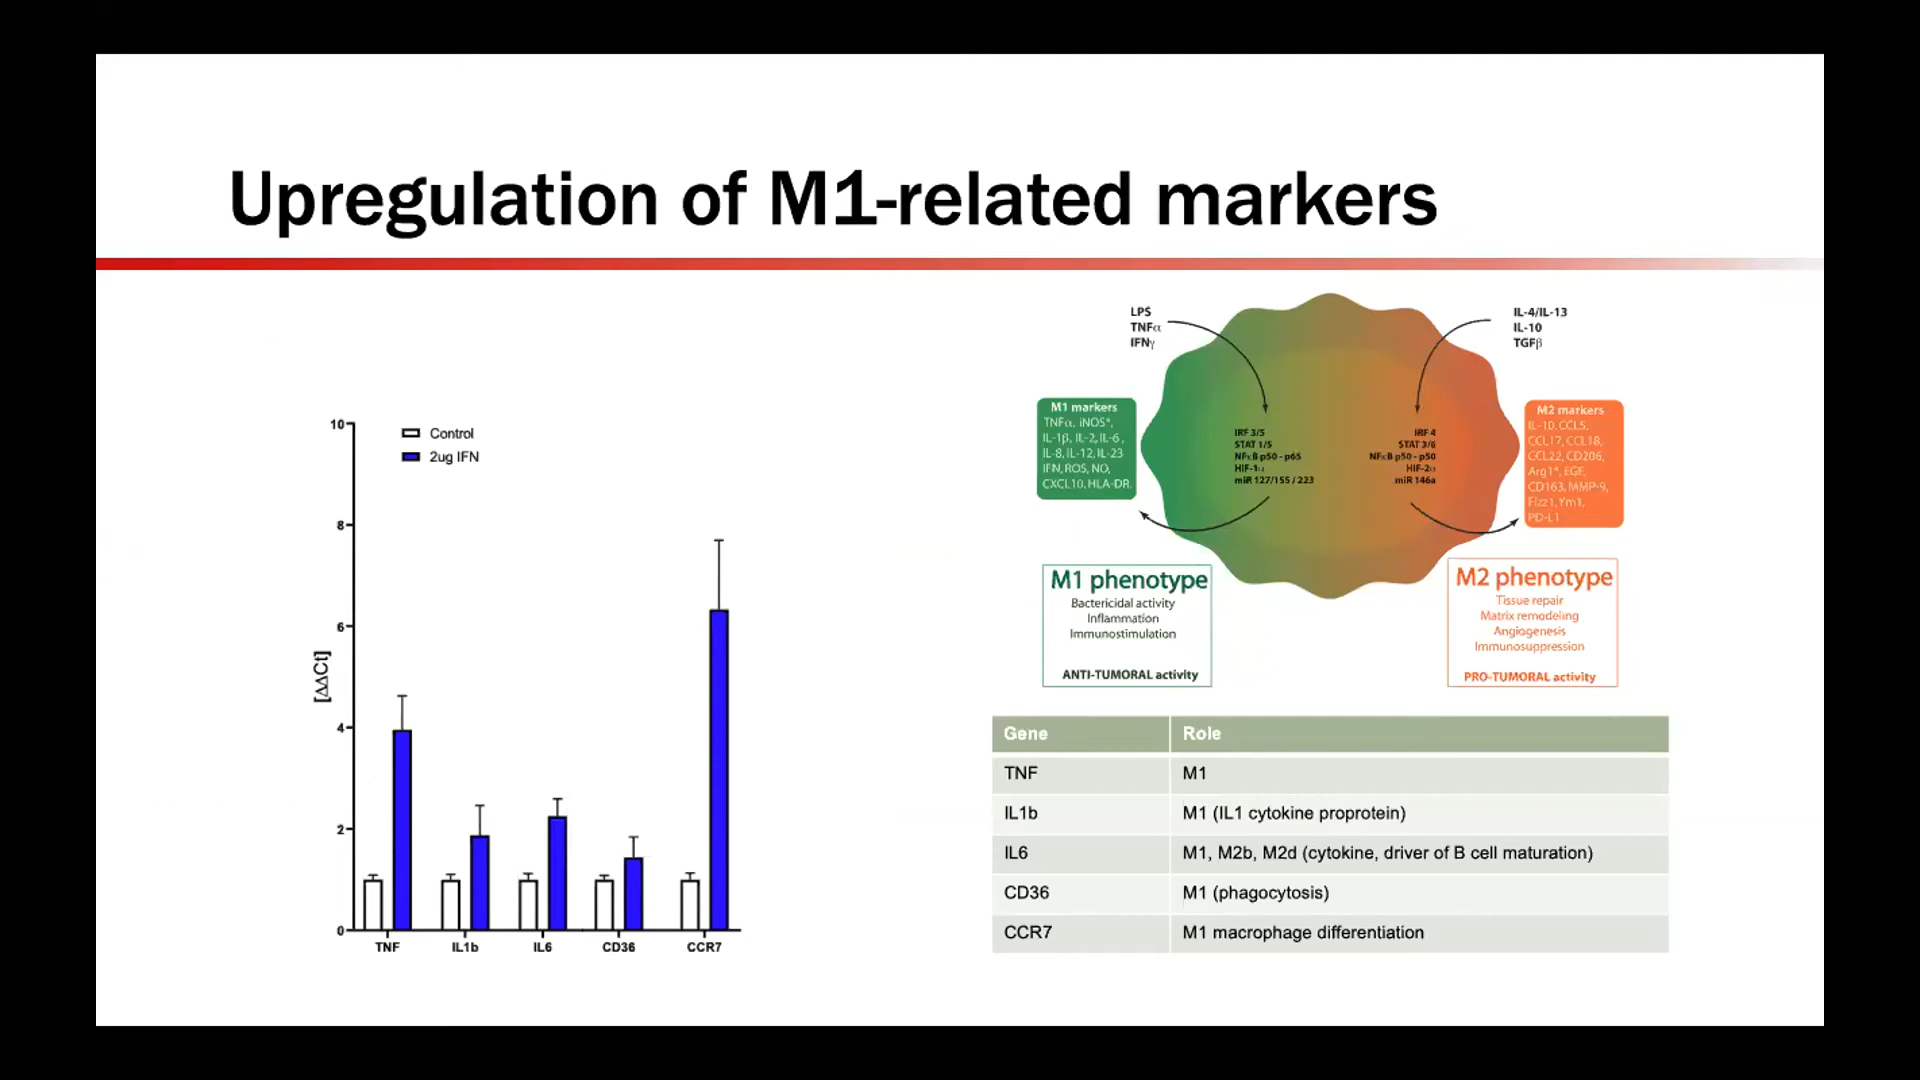 Upregulation of M1-related markers
10
8
6
4
2
0
[ΔΔCt]
Control
2ug IFN
TNF
IL1b
IL6
CD36
CCR7
LPS
TNFα
IFNγ
IL-4/IL-13
IL-10
TGFβ
M1 markers
TNFα, iNOS*,
IL-1β, IL-2, IL-6,
IL-8, IL-12, IL-23
IFN, ROS, NO,
CXCL10, HLA-DR.
IRF 3/5
STAT 1/5
NFκB p50 - p65
HIF-1α
miR 127/155 / 223
IRF 4
STAT 3/6
NFκB p50 - p50
HIF-2α
miR 146a
M2 markers
IL-10, CCL5,
CCL17, CCL18,
CCL22, CD206,
Arg1*, EGF,
CD163, MMP-9,
Fizz1, Ym1,
PD-L1
M1 phenotype
Bactericidal activity
Inflammation
Immunostimulation
ANTI-TUMORAL activity
M2 phenotype
Tissue repair
Matrix remodeling
Angiogenesis
Immunosuppression
PRO-TUMORAL activity
Gene Role
TNF M1
IL1b M1 (IL1 cytokine proprotein)
IL6 M1, M2b, M2d (cytokine, driver of B cell maturation)
CD36 M1 (phagocytosis)
CCR7 M1 macrophage differentiation